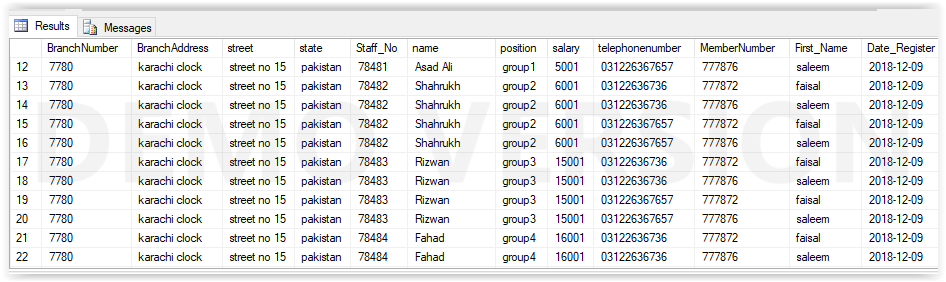 Results Messages
BranchNumber BranchAddress street state Staff_No name position salary telephonenumber MemberNumber First_Name Date_Register
12 7780 karachi clock street no 15 pakistan 78481 Asad Ali group1 5001 031226367657 777876 saleem 2018-12-09
13 7780 karachi clock street no 15 pakistan 78482 Shahrukh group2 6001 03122636736 777872 faisal 2018-12-09
14 7780 karachi clock street no 15 pakistan 78482 Shahrukh group2 6001 03122636736 777876 saleem 2018-12-09
15 7780 karachi clock street no 15 pakistan 78482 Shahrukh group2 6001 031226367657 777872 faisal 2018-12-09
16 7780 karachi clock street no 15 pakistan 78482 Shahrukh group2 6001 031226367657 777876 saleem 2018-12-09
17 7780 karachi clock street no 15 pakistan 78483 Rizwan group3 15001 03122636736 777872 faisal 2018-12-09
18 7780 karachi clock street no 15 pakistan 78483 Rizwan group3 15001 03122636736 777876 saleem 2018-12-09
19 7780 karachi clock street no 15 pakistan 78483 Rizwan group3 15001 031226367657 777872 faisal 2018-12-09
20 7780 karachi clock street no 15 pakistan 78483 Rizwan group3 15001 031226367657 777876 saleem 2018-12-09
21 7780 karachi clock street no 15 pakistan 78484 Fahad group4 16001 03122636736 777872 faisal 2018-12-09
22 7780 karachi clock street no 15 pakistan 78484 Fahad group4 16001 03122636736 777876 saleem 2018-12-09
DEMO VERSION